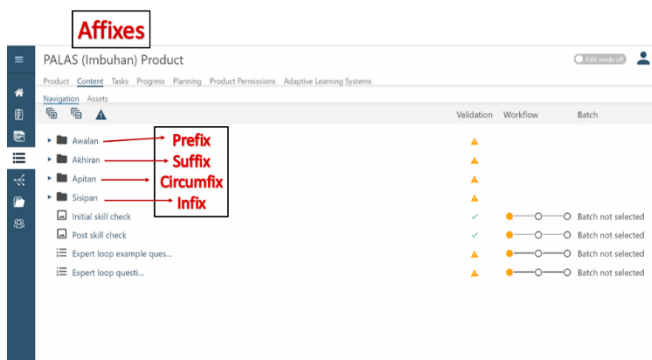 Affixes
PALAS (Imbuhan) Product
Edit mode off
Product Content Tasks Progress Planning Product Permissions Adaptive Learning Systems
Navigation Assets
Validation Workflow Batch
Awalan Prefix
Akhiran Suffix
Apitan Circumfix
Sisipan Infix
Initial skill check Batch not selected
Post skill check Batch not selected
Expert loop example ques... Batch not selected
Expert loop questi... Batch not selected